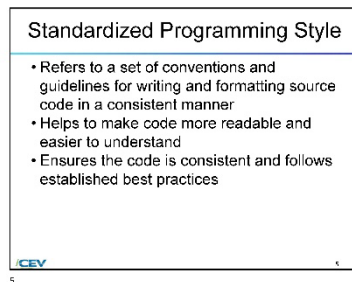 Standardized Programming Style
• Refers to a set of conventions and
guidelines for writing and formatting source
code in a consistent manner
• Helps to make code more readable and
easier to understand
• Ensures the code is consistent and follows
established best practices
iCEV
5
5